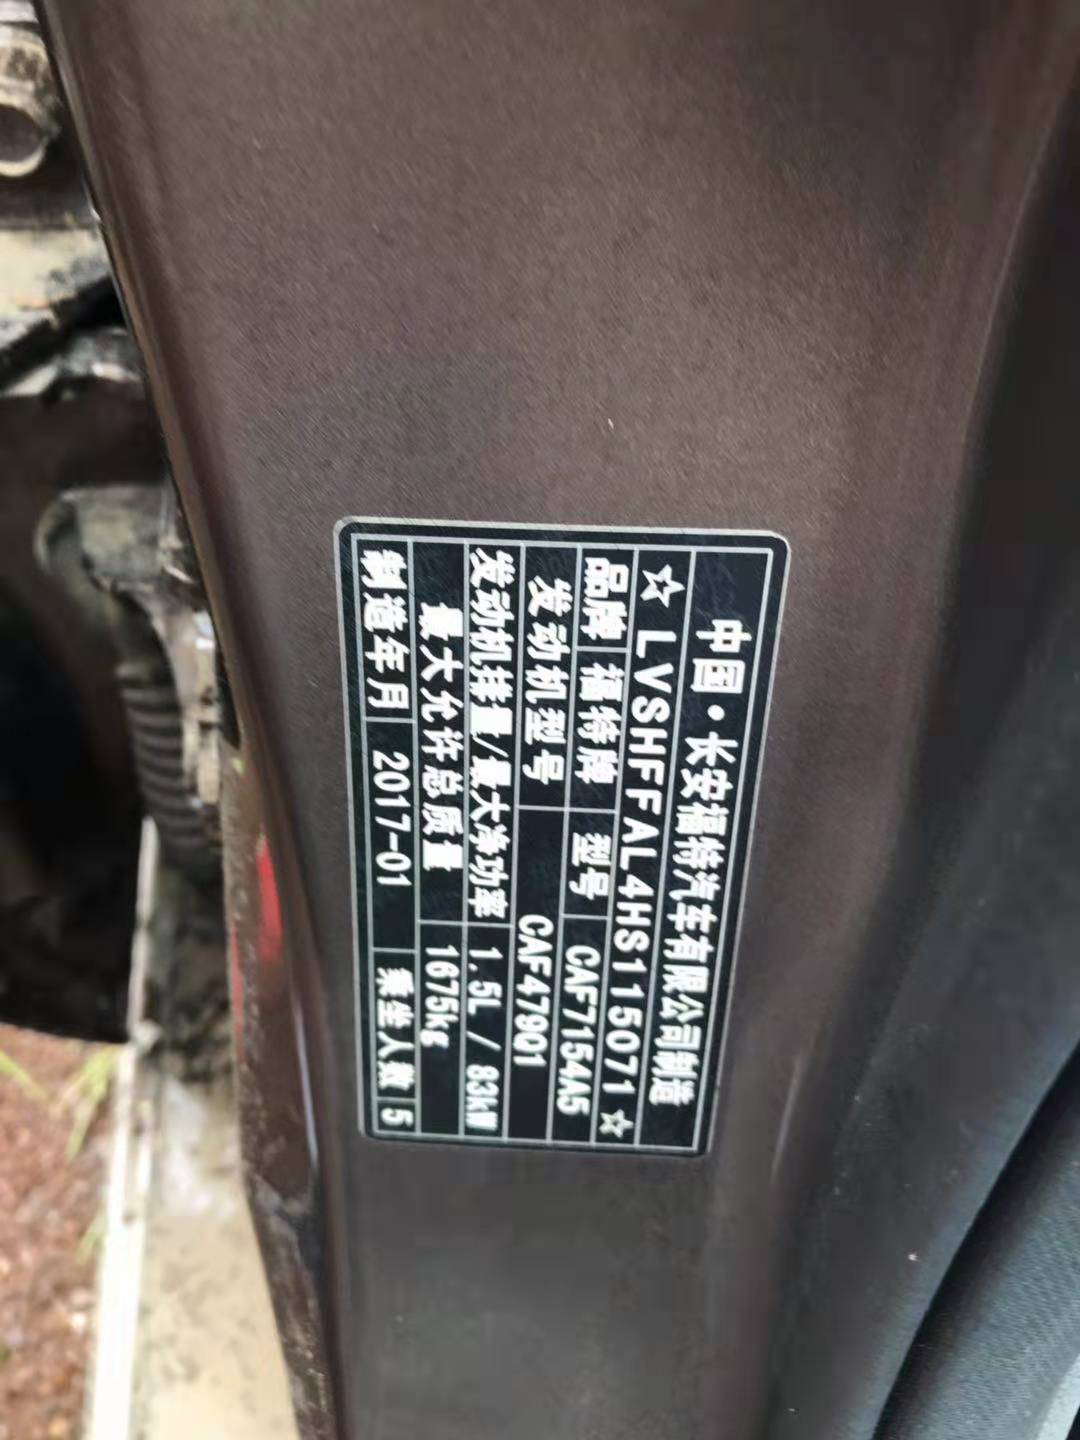 中国·长安福特汽车有限公司制造
☆LVSHFFAL4HS115071☆
品牌 福特牌 型号 CAF7154A5
发动机型号 CAF479Q1
发动机排量/最大净功率 1.5L / 83kW
最大允许总质量 1675kg
制造年月 2017-01 乘坐人数 5